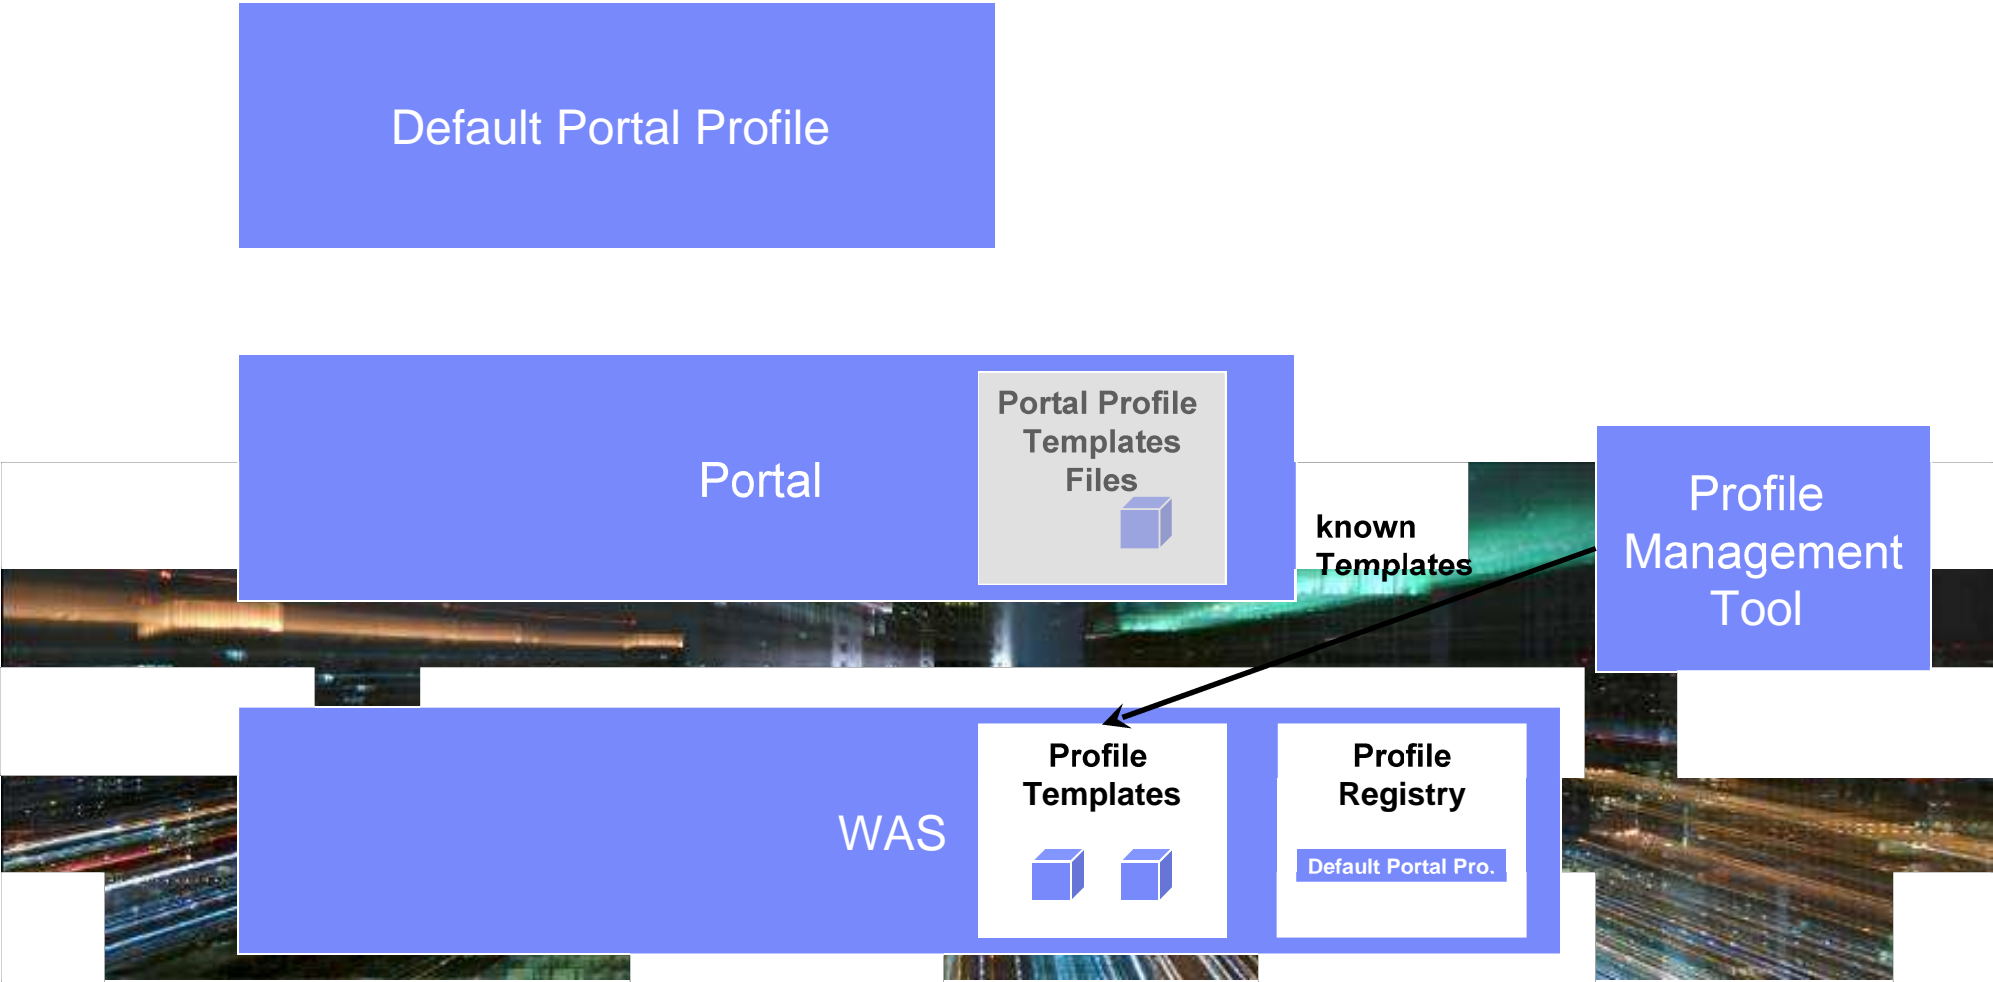 Default Portal Profile
Portal
Portal Profile
Templates
Files
known
Templates
Profile
Management
Tool
WAS
Profile
Templates
Profile
Registry
Default Portal Pro.